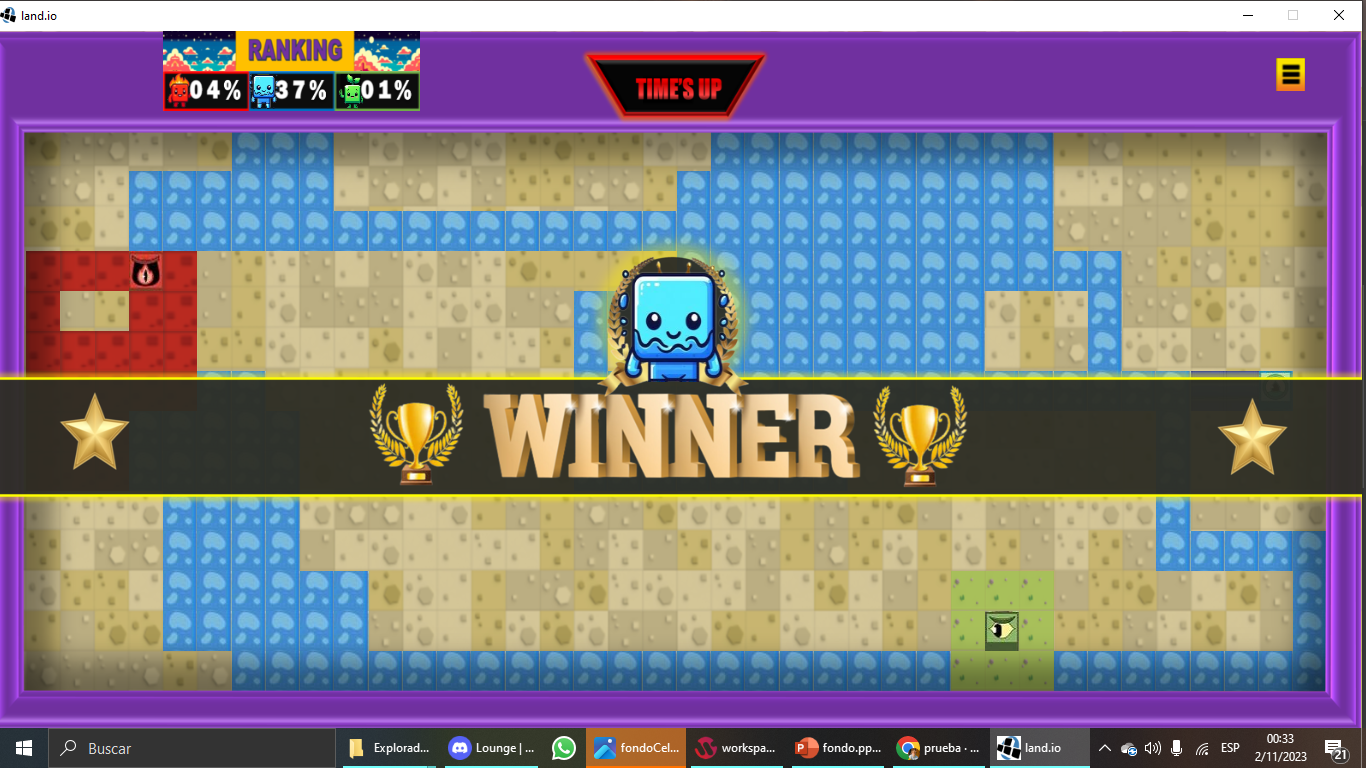 land.io
RANKING
04% 37% 01%
TIME'S UP
WINNER
Buscar
Explorad...
Lounge | ...
fondoCel...
workspa...
fondo.pp...
prueba · ...
land.io
ESP
00:33
2/11/2023
21